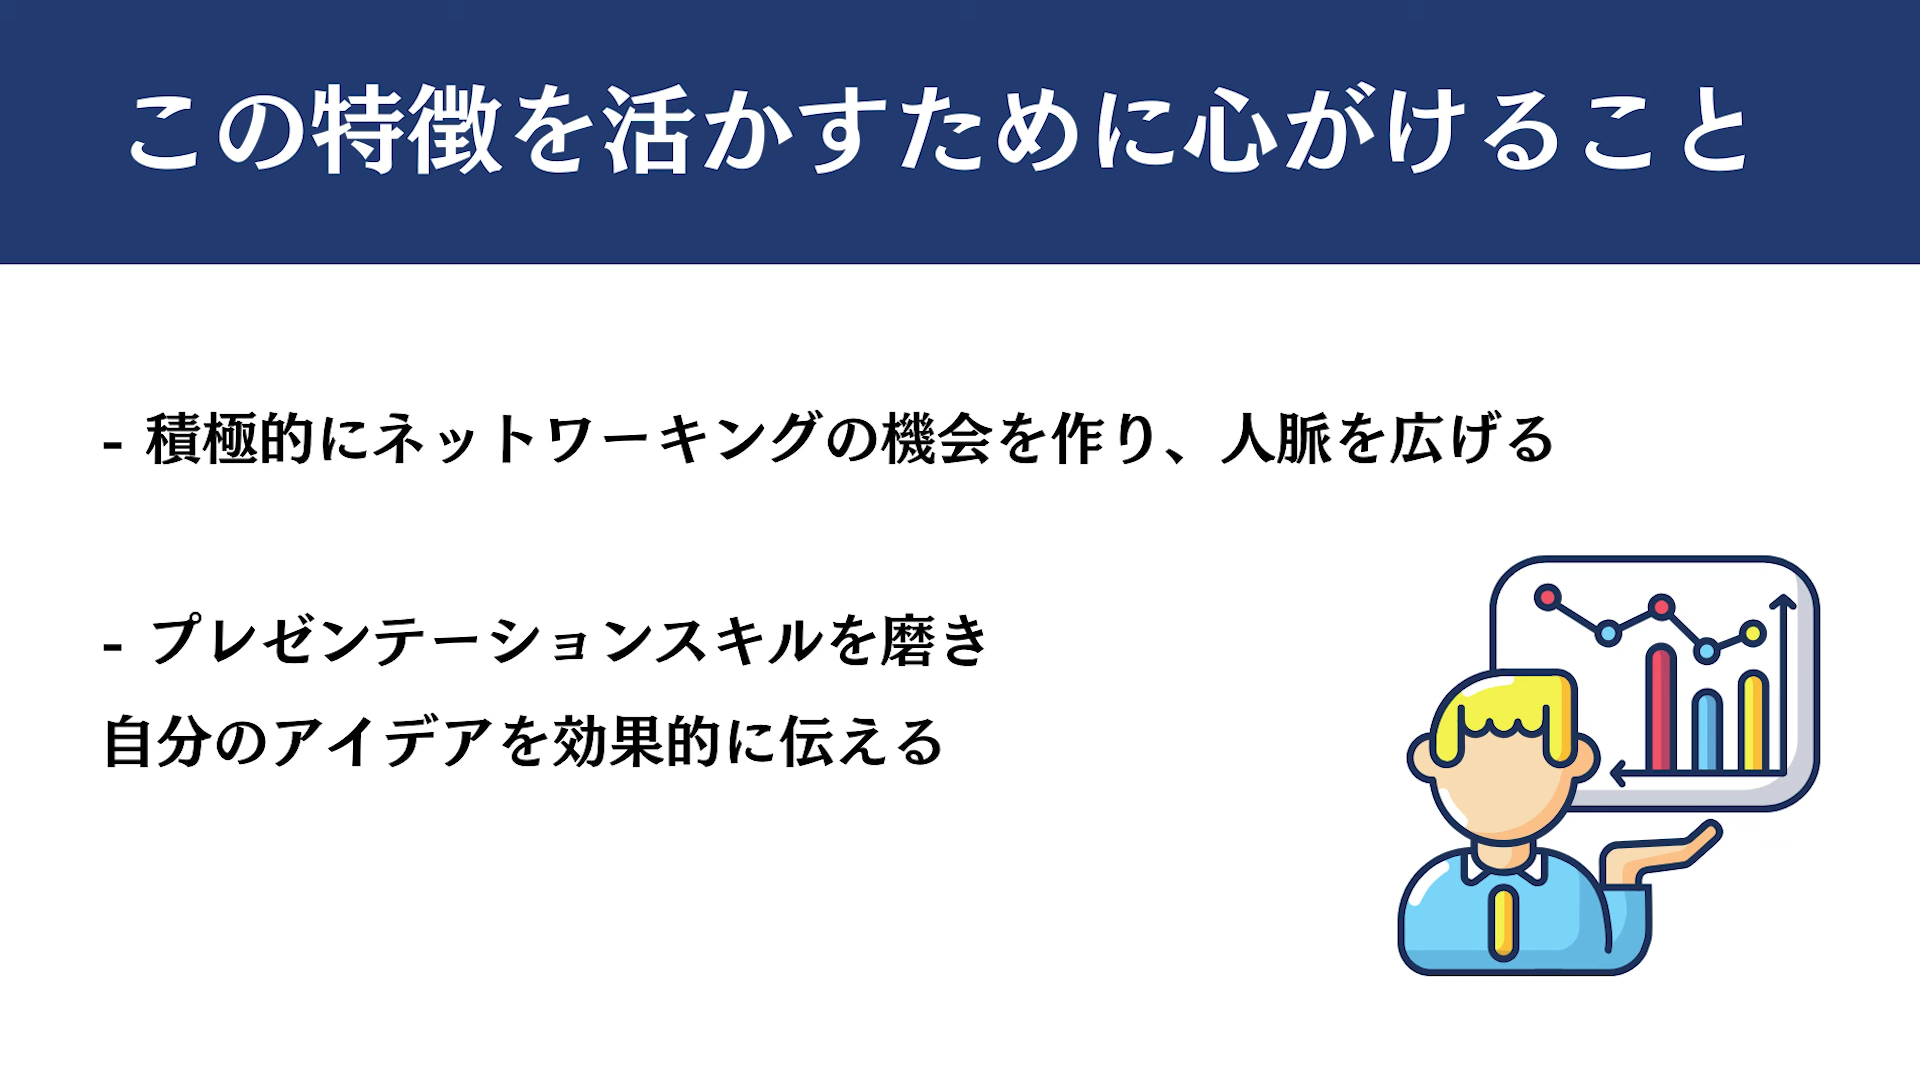 この特徴を活かすために心がけること
- 積極的にネットワーキングの機会を作り、人脈を広げる
- プレゼンテーションスキルを磨き
自分のアイデアを効果的に伝える